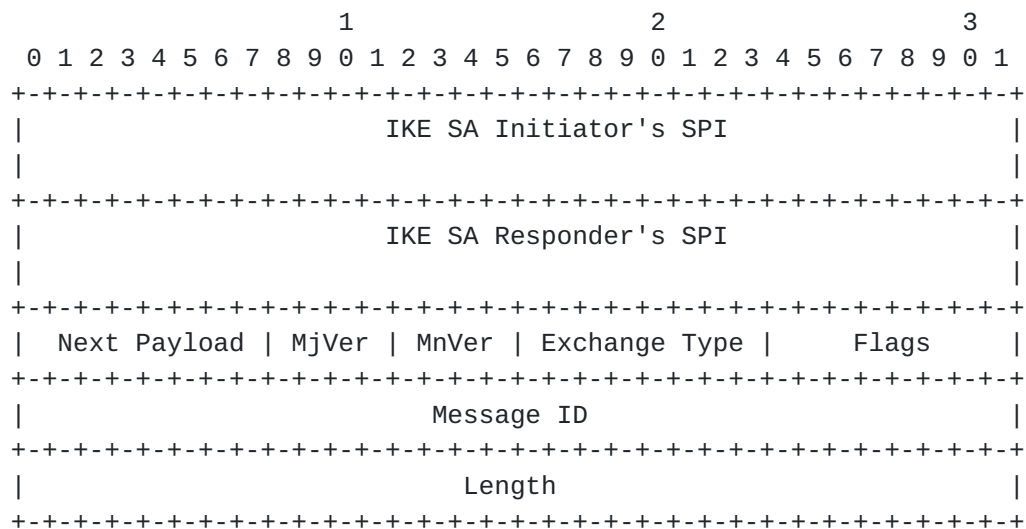 1                   2                   3
 0 1 2 3 4 5 6 7 8 9 0 1 2 3 4 5 6 7 8 9 0 1 2 3 4 5 6 7 8 9 0 1
+-+-+-+-+-+-+-+-+-+-+-+-+-+-+-+-+-+-+-+-+-+-+-+-+-+-+-+-+-+-+-+-+
|                       IKE SA Initiator's SPI                  |
|                                                               |
+-+-+-+-+-+-+-+-+-+-+-+-+-+-+-+-+-+-+-+-+-+-+-+-+-+-+-+-+-+-+-+-+
|                       IKE SA Responder's SPI                  |
|                                                               |
+-+-+-+-+-+-+-+-+-+-+-+-+-+-+-+-+-+-+-+-+-+-+-+-+-+-+-+-+-+-+-+-+
|  Next Payload | MjVer | MnVer | Exchange Type |     Flags     |
+-+-+-+-+-+-+-+-+-+-+-+-+-+-+-+-+-+-+-+-+-+-+-+-+-+-+-+-+-+-+-+-+
|                          Message ID                           |
+-+-+-+-+-+-+-+-+-+-+-+-+-+-+-+-+-+-+-+-+-+-+-+-+-+-+-+-+-+-+-+-+
|                            Length                             |
+-+-+-+-+-+-+-+-+-+-+-+-+-+-+-+-+-+-+-+-+-+-+-+-+-+-+-+-+-+-+-+-+